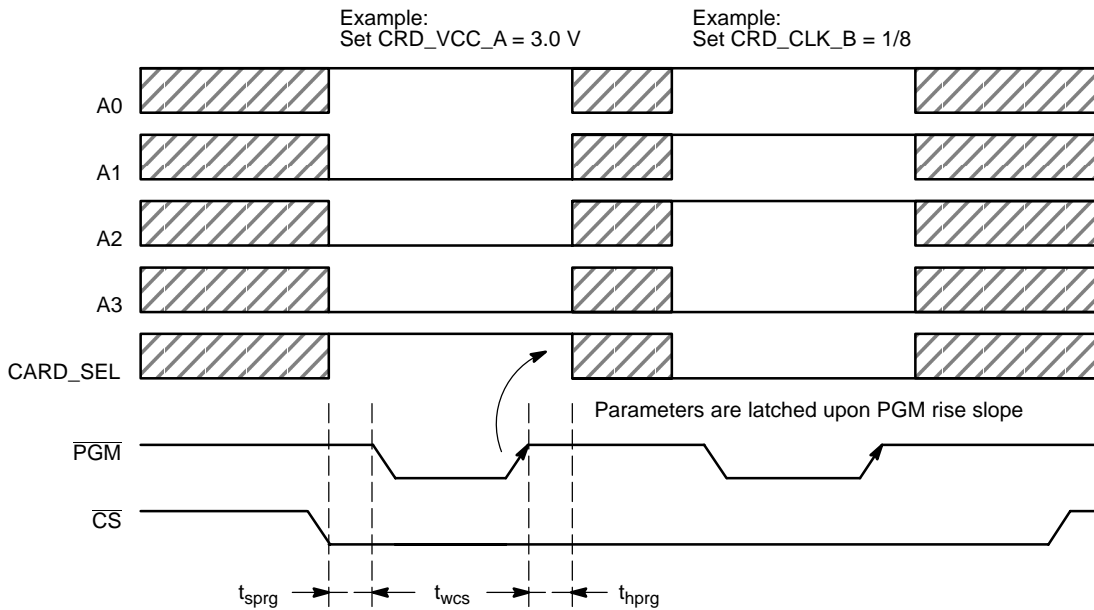 Example:
Set CRD_VCC_A = 3.0 V
Example:
Set CRD_CLK_B = 1/8
A0
A1
A2
A3
CARD_SEL
Parameters are latched upon PGM rise slope
PGM
CS
tsprg
twcs
thprg